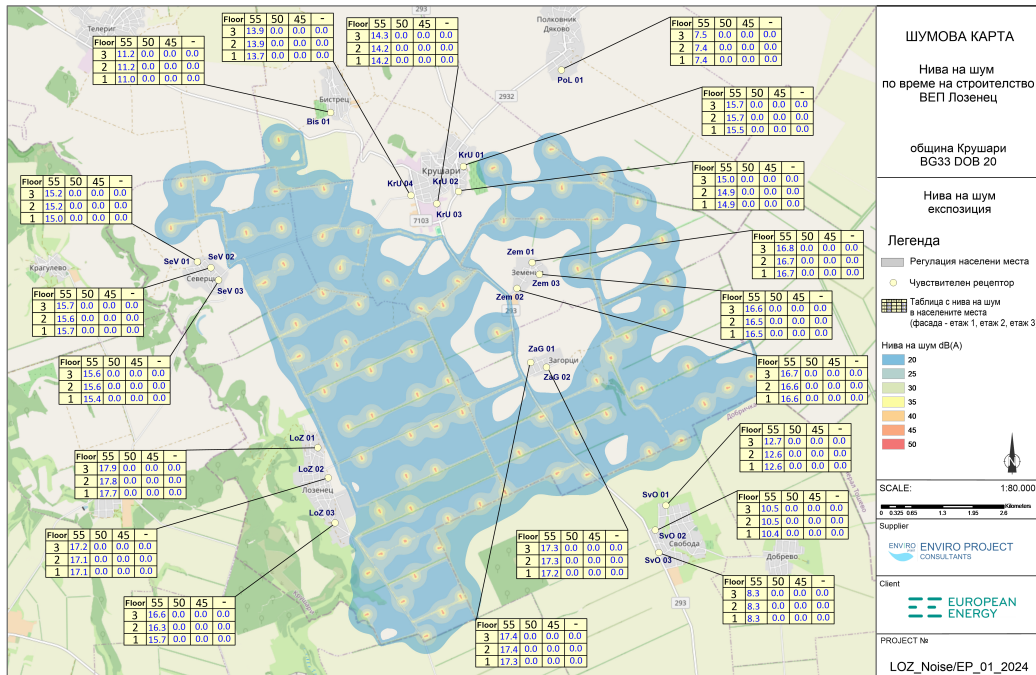 Телериг
293
Полковник
Дяково
PoL 01
2932
Floor 55 50 45 -
3 11.2 0.0 0.0 0.0
2 11.2 0.0 0.0 0.0
1 11.0 0.0 0.0 0.0
Floor 55 50 45 -
3 13.9 0.0 0.0 0.0
2 13.9 0.0 0.0 0.0
1 13.7 0.0 0.0 0.0
Floor 55 50 45 -
3 14.3 0.0 0.0 0.0
2 14.2 0.0 0.0 0.0
1 14.2 0.0 0.0 0.0
Floor 55 50 45 -
3 7.5 0.0 0.0 0.0
2 7.4 0.0 0.0 0.0
1 7.4 0.0 0.0 0.0
Бистрец
Bis 01
Floor 55 50 45 -
3 15.7 0.0 0.0 0.0
2 15.7 0.0 0.0 0.0
1 15.5 0.0 0.0 0.0
KrU 01
Крушари
KrU 02
KrU 04
KrU 03
7103
Floor 55 50 45 -
3 15.0 0.0 0.0 0.0
2 14.9 0.0 0.0 0.0
1 14.9 0.0 0.0 0.0
Floor 55 50 45 -
3 15.2 0.0 0.0 0.0
2 15.2 0.0 0.0 0.0
1 15.0 0.0 0.0 0.0
Floor 55 50 45 -
3 16.8 0.0 0.0 0.0
2 16.7 0.0 0.0 0.0
1 16.7 0.0 0.0 0.0
Крагулево
SeV 01
SeV 02
SeV 03
Zem 01
Zem 03
Zem 02
293
Floor 55 50 45 -
3 15.7 0.0 0.0 0.0
2 15.6 0.0 0.0 0.0
1 15.7 0.0 0.0 0.0
Floor 55 50 45 -
3 16.6 0.0 0.0 0.0
2 16.5 0.0 0.0 0.0
1 16.5 0.0 0.0 0.0
Floor 55 50 45 -
3 15.6 0.0 0.0 0.0
2 15.6 0.0 0.0 0.0
1 15.4 0.0 0.0 0.0
ZaG 01
Загорци
ZaG 02
Floor 55 50 45 -
3 16.7 0.0 0.0 0.0
2 16.6 0.0 0.0 0.0
1 16.6 0.0 0.0 0.0
LoZ 01
LoZ 02
Лозенец
LoZ 03
Floor 55 50 45 -
3 17.9 0.0 0.0 0.0
2 17.8 0.0 0.0 0.0
1 17.7 0.0 0.0 0.0
Floor 55 50 45 -
3 12.7 0.0 0.0 0.0
2 12.6 0.0 0.0 0.0
1 12.6 0.0 0.0 0.0
SvO 01
SvO 02
Свобода
SvO 03
Добрево
Floor 55 50 45 -
3 10.5 0.0 0.0 0.0
2 10.5 0.0 0.0 0.0
1 10.4 0.0 0.0 0.0
Floor 55 50 45 -
3 17.2 0.0 0.0 0.0
2 17.1 0.0 0.0 0.0
1 17.1 0.0 0.0 0.0
Floor 55 50 45 -
3 17.3 0.0 0.0 0.0
2 17.3 0.0 0.0 0.0
1 17.2 0.0 0.0 0.0
Floor 55 50 45 -
3 8.3 0.0 0.0 0.0
2 8.3 0.0 0.0 0.0
1 8.3 0.0 0.0 0.0
293
Floor 55 50 45 -
3 16.6 0.0 0.0 0.0
2 16.3 0.0 0.0 0.0
1 15.7 0.0 0.0 0.0
Floor 55 50 45 -
3 17.4 0.0 0.0 0.0
2 17.4 0.0 0.0 0.0
1 17.3 0.0 0.0 0.0
ШУМОВА КАРТА
Нива на шум
по време на строителство
ВЕП Лозенец
община Крушари
BG33 DOB 20
Нива на шум
експозиция
Легенда
Регулация населени места
Чувствителен рецептор
Таблица с нива на шум
в населените места
(фасада - етаж 1, етаж 2, етаж 3)
Нива на шум dB(A)
20
25
30
35
40
45
50
SCALE: 1:80.000
0 0.325 0.65 1.3 1.95 2.6 Kilometers
Supplier
ENVIRO PROJECT
CONSULTANTS
Client
EUROPEAN
ENERGY
PROJECT №
LOZ_Noise/EP_01_2024